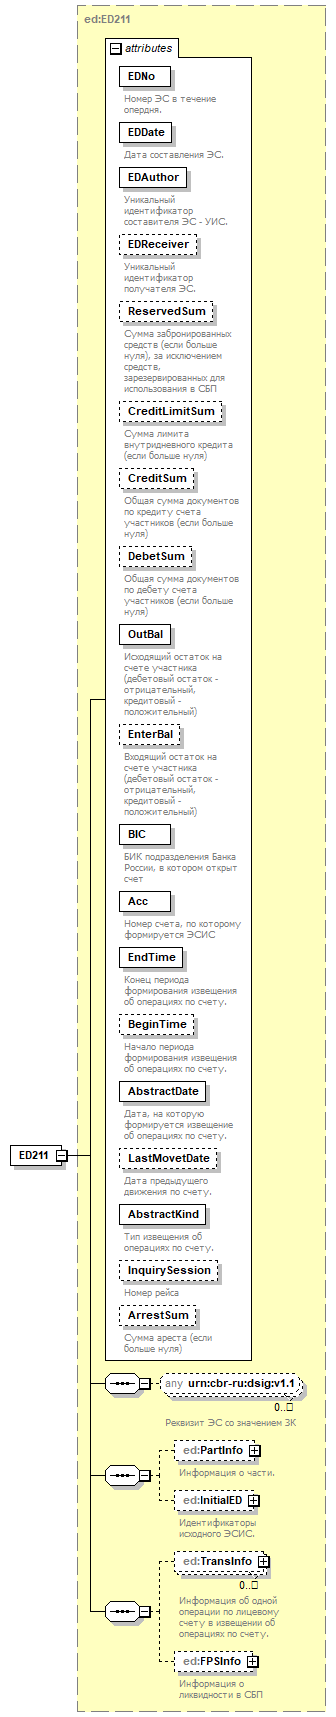 ed:ED211
attributes
EDNo
Номер ЭС в течение
опердня.
EDDate
Дата составления ЭС.
EDAuthor
Уникальный
идентификатор
составителя ЭС - УИС.
EDReceiver
Уникальный
идентификатор
получателя ЭС.
ReservedSum
Сумма забронированных
средств (если больше
нуля), за исключением
средств,
зарезервированных для
использования в СБП
CreditLimitSum
Сумма лимита
внутридневного кредита
(если больше нуля)
CreditSum
Общая сумма документов
по кредиту счета
участников (если больше
нуля)
DebetSum
Общая сумма документов
по дебету счета
участников (если больше
нуля)
OutBal
Исходящий остаток на
счете участника
(дебетовый остаток -
отрицательный,
кредитовый -
положительный)
EnterBal
Входящий остаток на
счете участника
(дебетовый остаток -
отрицательный,
кредитовый -
положительный)
BIC
БИК подразделения Банка
России, в котором открыт
счет
Acc
Номер счета, по которому
формируется ЭСИС
EndTime
Конец периода
формирования извещения
об операциях по счету.
BeginTime
Начало периода
формирования извещения
об операциях по счету.
AbstractDate
Дата, на которую
формируется извещение
об операциях по счету.
ED211
LastMovetDate
Дата предыдущего
движения по счету.
AbstractKind
Тип извещения об
операциях по счету.
InquirySession
Номер рейса
ArrestSum
Сумма ареста (если
больше нуля)
any urn:cbr-ru:dsig:v1.1
0..□
Реквизит ЭС со значением ЗК
ed:PartInfo
Информация о части.
ed:InitialED
Идентификаторы
исходного ЭСИС.
ed:TransInfo
0..□
Информация об одной
операции по лицевому
счету в извещении об
операциях по счету.
ed:FPSInfo
Информация о
ликвидности в СБП